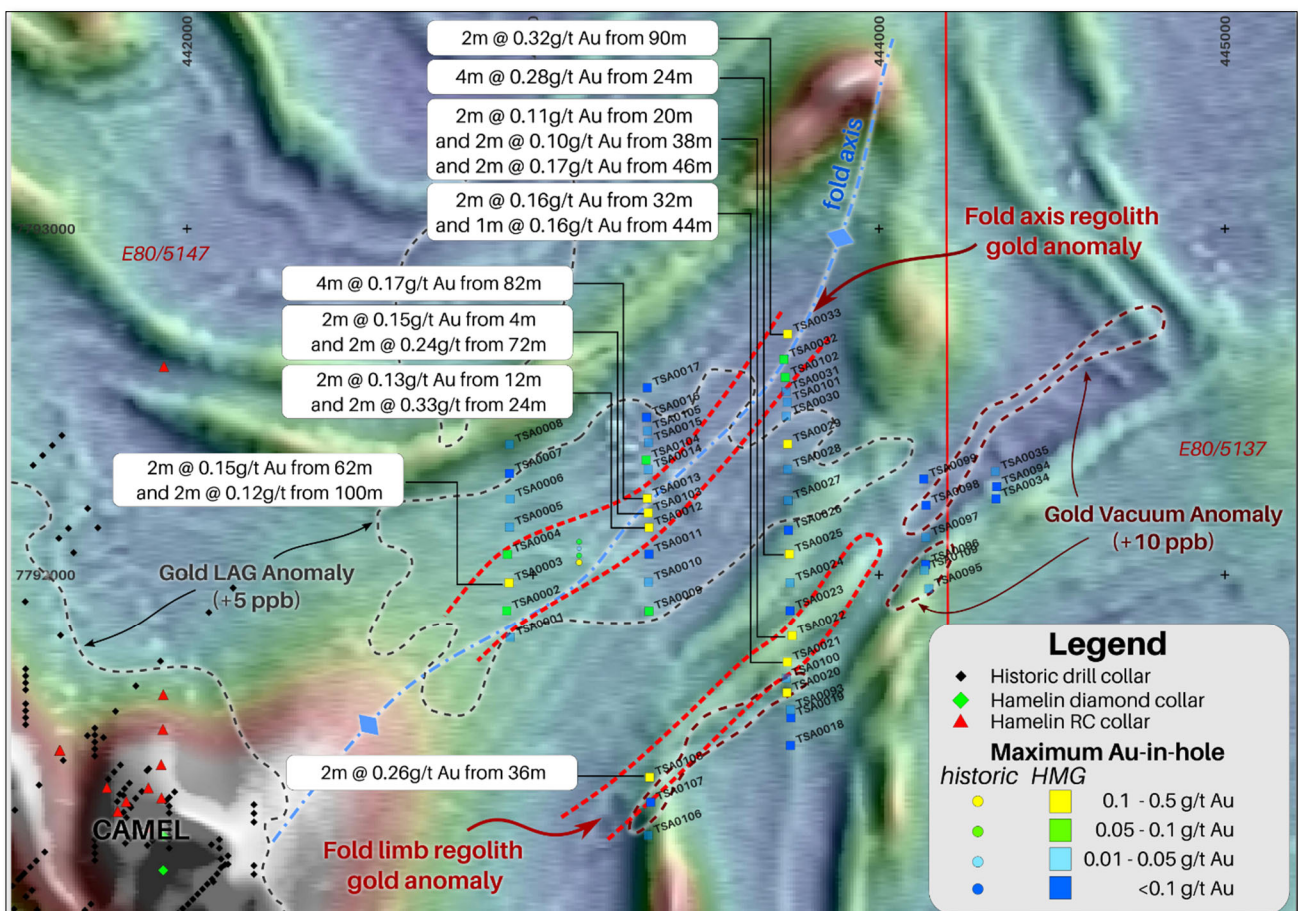 442000
444000
445000
2m @ 0.32g/t Au from 90m
4m @ 0.28g/t Au from 24m
2m @ 0.11g/t Au from 20m
and 2m @ 0.10g/t Au from 38m
and 2m @ 0.17g/t Au from 46m
2m @ 0.16g/t Au from 32m
and 1m @ 0.16g/t Au from 44m
fold axis
Fold axis regolith
gold anomaly
7793000
E80/5147
4m @ 0.17g/t Au from 82m
2m @ 0.15g/t Au from 4m
and 2m @ 0.24g/t from 72m
2m @ 0.13g/t Au from 12m
and 2m @ 0.33g/t from 24m
2m @ 0.15g/t Au from 62m
and 2m @ 0.12g/t from 100m
TSA0033
TSA0032
TSA0102
TSA0031
TSA0101
TSA0030
TSA0029
TSA0028
TSA0027
TSA0026
TSA0025
TSA0024
TSA0023
TSA0022
TSA0021
TSA0100
TSA0020
TSA0093
TSA0019
TSA0018
TSA0017
TSA0016
TSA0105
TSA0015
TSA0104
TSA0014
TSA0013
TSA0103
TSA0012
TSA0011
TSA0010
TSA0009
TSA0008
TSA0007
TSA0006
TSA0005
TSA0004
TSA0003
TSA0002
TSA0001
TSA0099
TSA0098
TSA0097
TSA0096
TSA0109
TSA0095
TSA0035
TSA0094
TSA0034
E80/5137
Gold Vacuum Anomaly
(+10 ppb)
Gold LAG Anomaly
(+5 ppb)
7792000
2m @ 0.26g/t Au from 36m
TSA0108
TSA0107
TSA0106
CAMEL
Fold limb regolith
gold anomaly
Legend
Historic drill collar
Hamelin diamond collar
Hamelin RC collar
Maximum Au-in-hole
historic HMG
0.1 - 0.5 g/t Au
0.05 - 0.1 g/t Au
0.01 - 0.05 g/t Au
<0.1 g/t Au